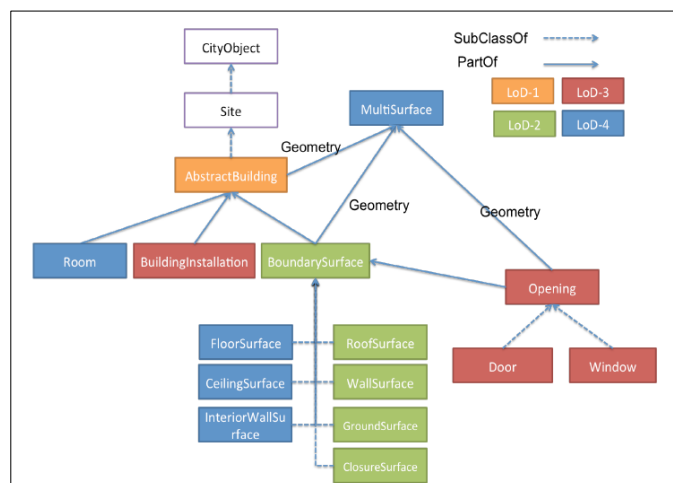 SubClassOf
CityObject
PartOf
LoD-1
LoD-3
Site
MultiSurface
LoD-2
LoD-4
Geometry
AbstractBuilding
Geometry
Geometry
Room
BuildingInstallation
BoundarySurface
Opening
FloorSurface
RoofSurface
Door
Window
CeilingSurface
WallSurface
InteriorWallSu
rface
GroundSurface
ClosureSurface